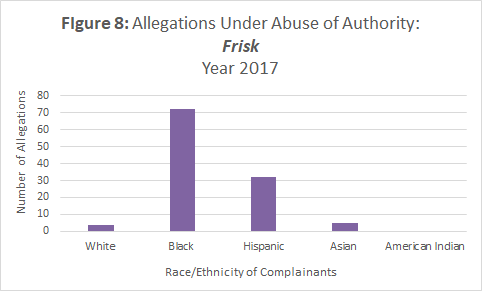 FIgure 8: Allegations Under Abuse of Authority:
Frisk
Year 2017
Number of Allegations
80
70
60
50
40
30
20
10
0
White Black Hispanic Asian American Indian
Race/Ethnicity of Complainants